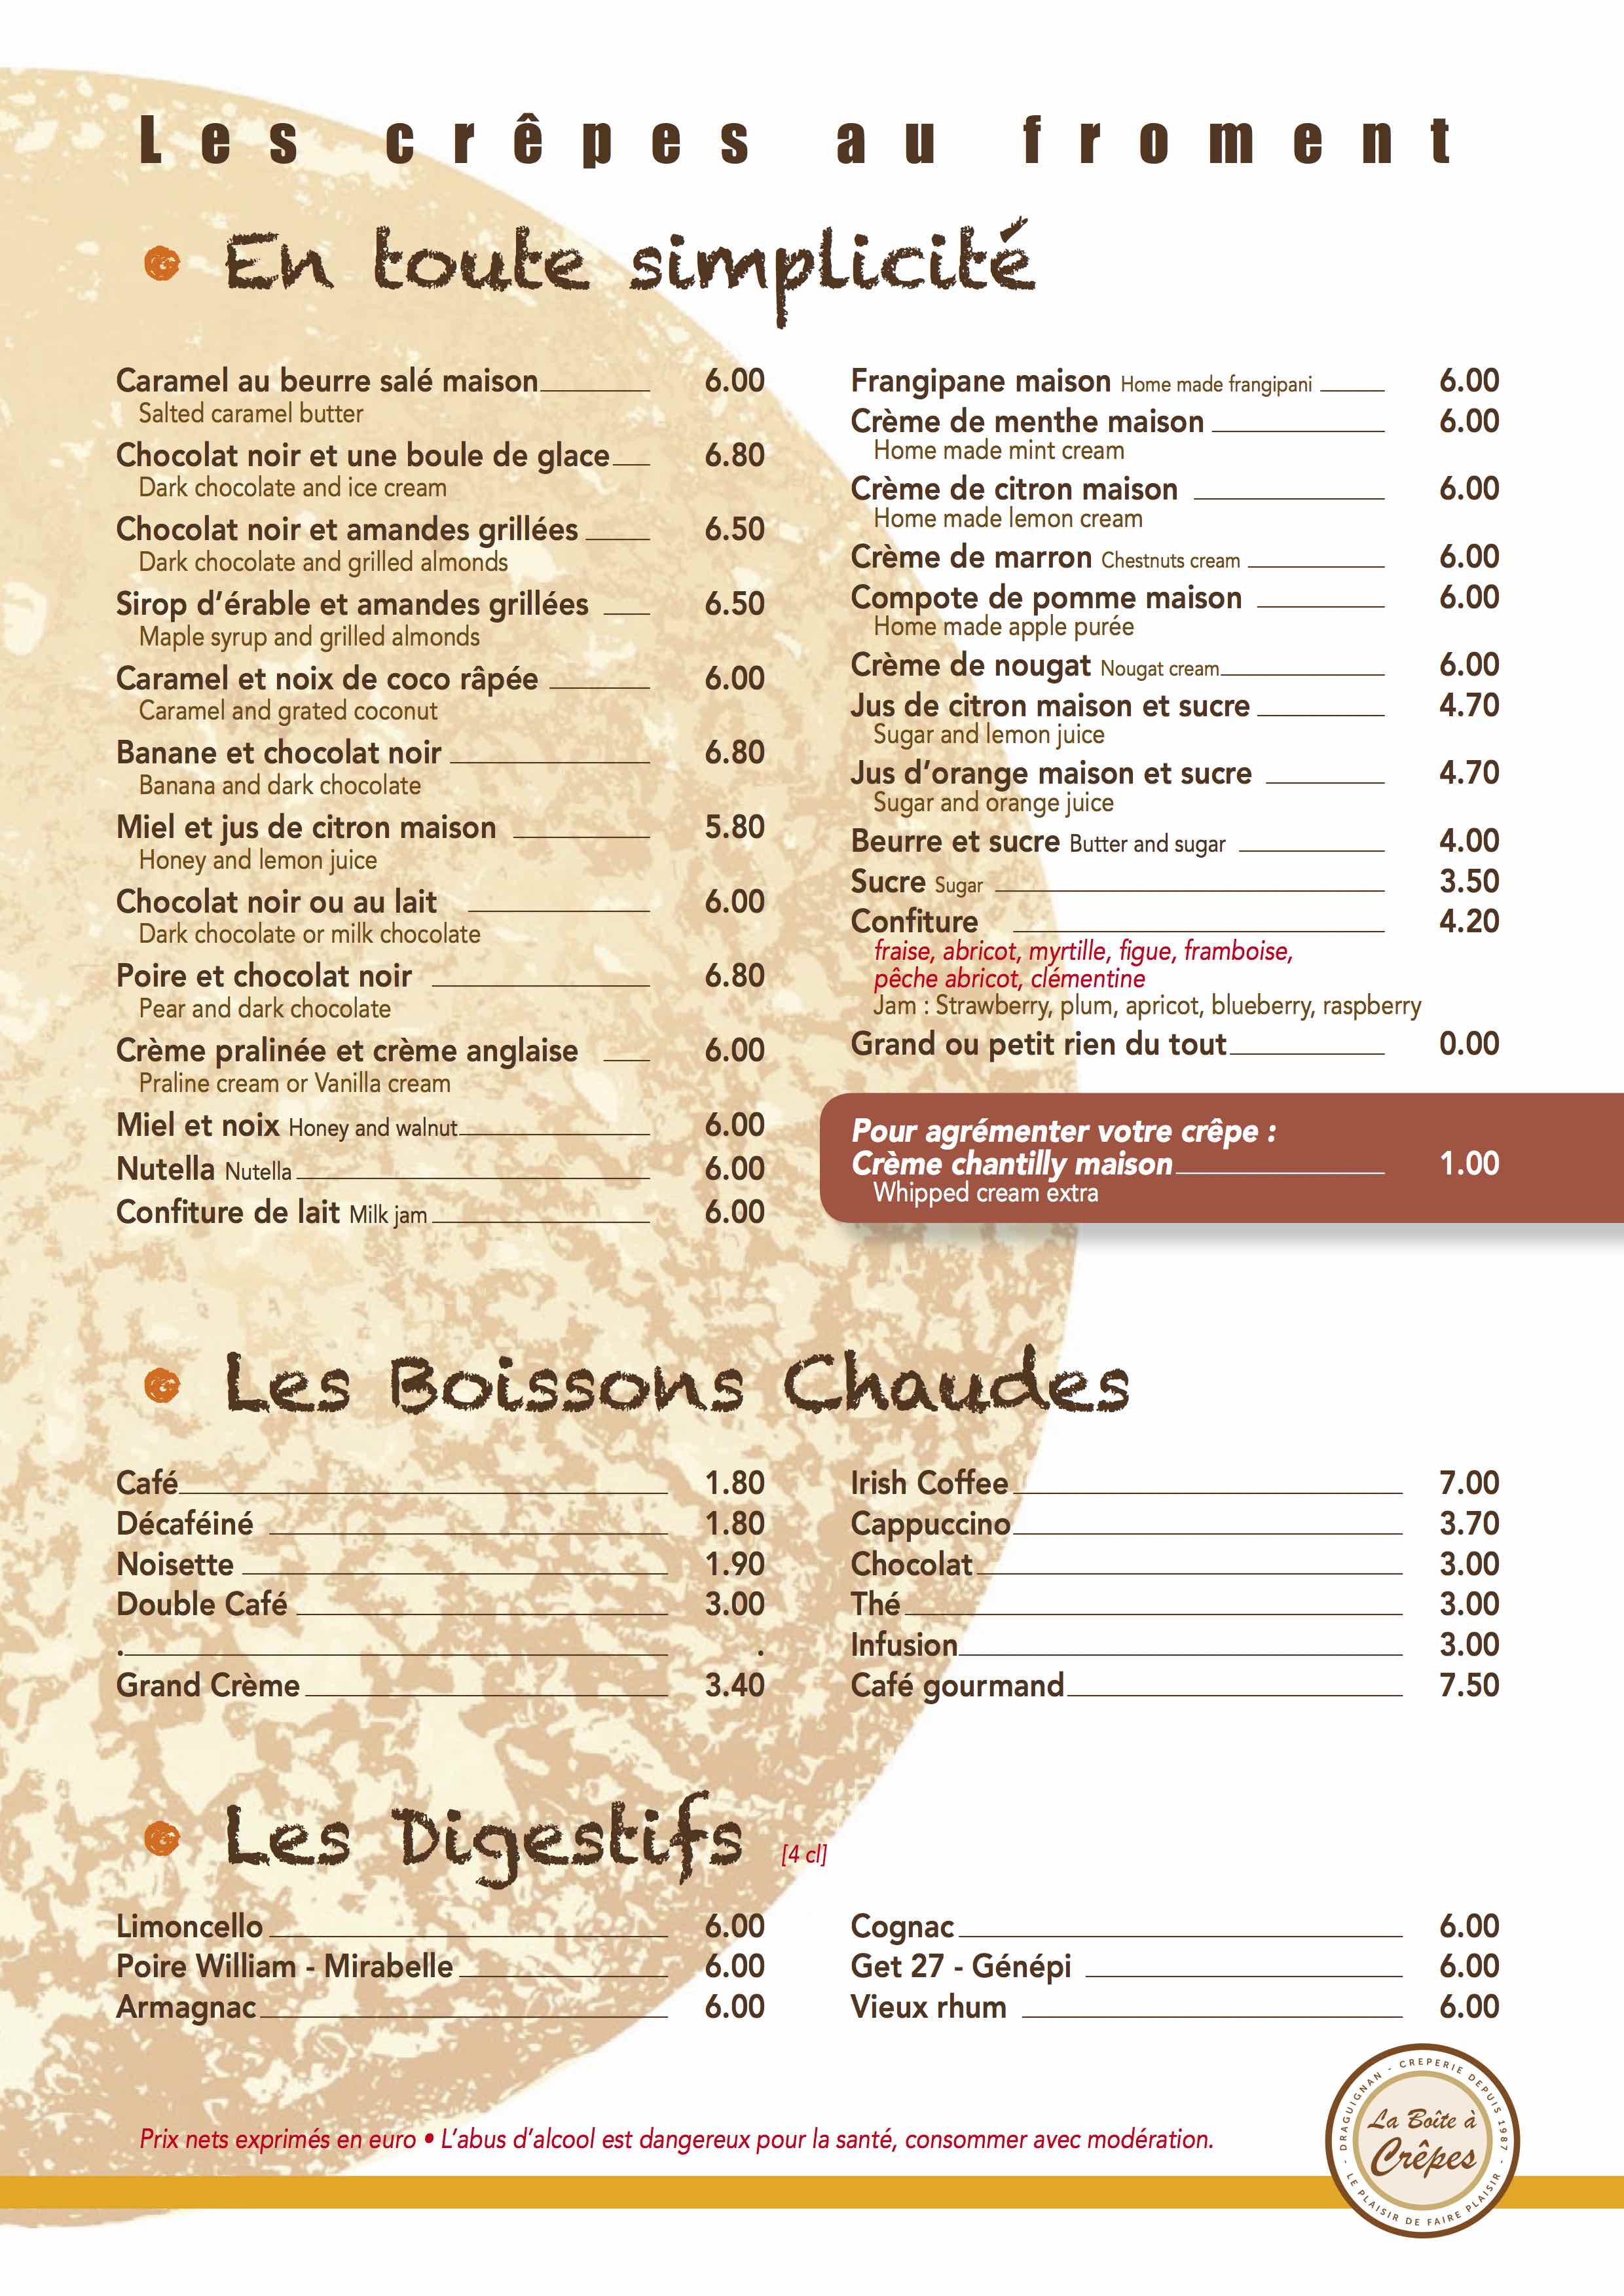 Les crêpes au froment
En toute simplicité
Caramel au beurre salé maison 6.00
Salted caramel butter
Chocolat noir et une boule de glace 6.80
Dark chocolate and ice cream
Chocolat noir et amandes grillées 6.50
Dark chocolate and grilled almonds
Sirop d’érable et amandes grillées 6.50
Maple syrup and grilled almonds
Caramel et noix de coco râpée 6.00
Caramel and grated coconut
Banane et chocolat noir 6.80
Banana and dark chocolate
Miel et jus de citron maison 5.80
Honey and lemon juice
Chocolat noir ou au lait 6.00
Dark chocolate or milk chocolate
Poire et chocolat noir 6.80
Pear and dark chocolate
Crème pralinée et crème anglaise 6.00
Praline cream or Vanilla cream
Miel et noix Honey and walnut 6.00
Nutella Nutella 6.00
Confiture de lait Milk jam 6.00
Frangipane maison Home made frangipani 6.00
Crème de menthe maison 6.00
Home made mint cream
Crème de citron maison 6.00
Home made lemon cream
Crème de marron Chestnuts cream 6.00
Compote de pomme maison 6.00
Home made apple purée
Crème de nougat Nougat cream 6.00
Jus de citron maison et sucre 4.70
Sugar and lemon juice
Jus d’orange maison et sucre 4.70
Sugar and orange juice
Beurre et sucre Butter and sugar 4.00
Sucre Sugar 3.50
Confiture 4.20
fraise, abricot, myrtille, figue, framboise,
pêche abricot, clémentine
Jam : Strawberry, plum, apricot, blueberry, raspberry
Grand ou petit rien du tout 0.00
Pour agrémenter votre crêpe :
Crème chantilly maison 1.00
Whipped cream extra
Les Boissons Chaudes
Café 1.80
Décaféiné 1.80
Noisette 1.90
Double Café 3.00
. .
Grand Crème 3.40
Irish Coffee 7.00
Cappuccino 3.70
Chocolat 3.00
Thé 3.00
Infusion 3.00
Café gourmand 7.50
Les Digestifs [4 cl]
Limoncello 6.00
Poire William - Mirabelle 6.00
Armagnac 6.00
Cognac 6.00
Get 27 - Génépi 6.00
Vieux rhum 6.00
Prix nets exprimés en euro • L’abus d’alcool est dangereux pour la santé, consommer avec modération.
- DRAGUIGNAN - CREPERIE DEPUIS 1987 -
La Boîte à
Crêpes
LE PLAISIR DE FAIRE PLAISIR